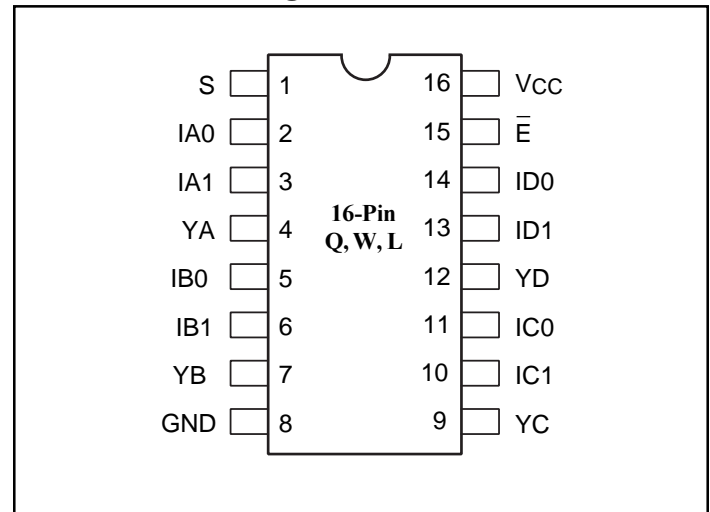 S 1 16 VCC
IA0 2 15 E̅
IA1 3 14 ID0
YA 4 16-Pin 13 ID1
Q, W, L
IB0 5 12 YD
IB1 6 11 IC0
YB 7 10 IC1
GND 8 9 YC